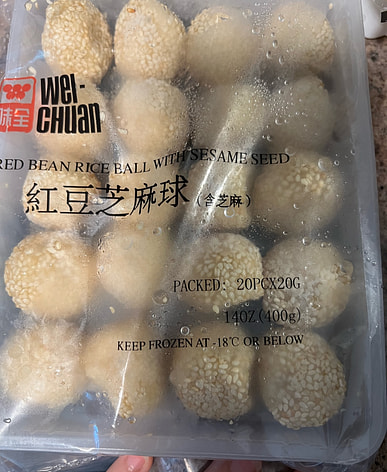 味全
Wei-
Chuan
RED BEAN RICE BALL WITH SESAME SEED
紅豆芝麻球(含芝麻)
PACKED: 20PCX20G
14OZ(400g)
KEEP FROZEN AT -18℃ OR BELOW